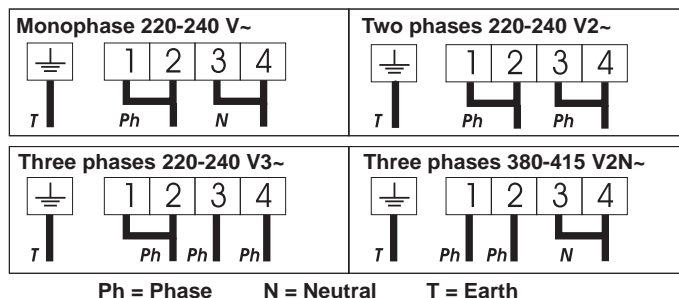 Monophase 220-240 V~
1 2 3 4
T Ph N
Two phases 220-240 V2~
1 2 3 4
T Ph Ph
Three phases 220-240 V3~
1 2 3 4
T Ph Ph Ph
Three phases 380-415 V2N~
1 2 3 4
T Ph Ph N
Ph = Phase N = Neutral T = Earth